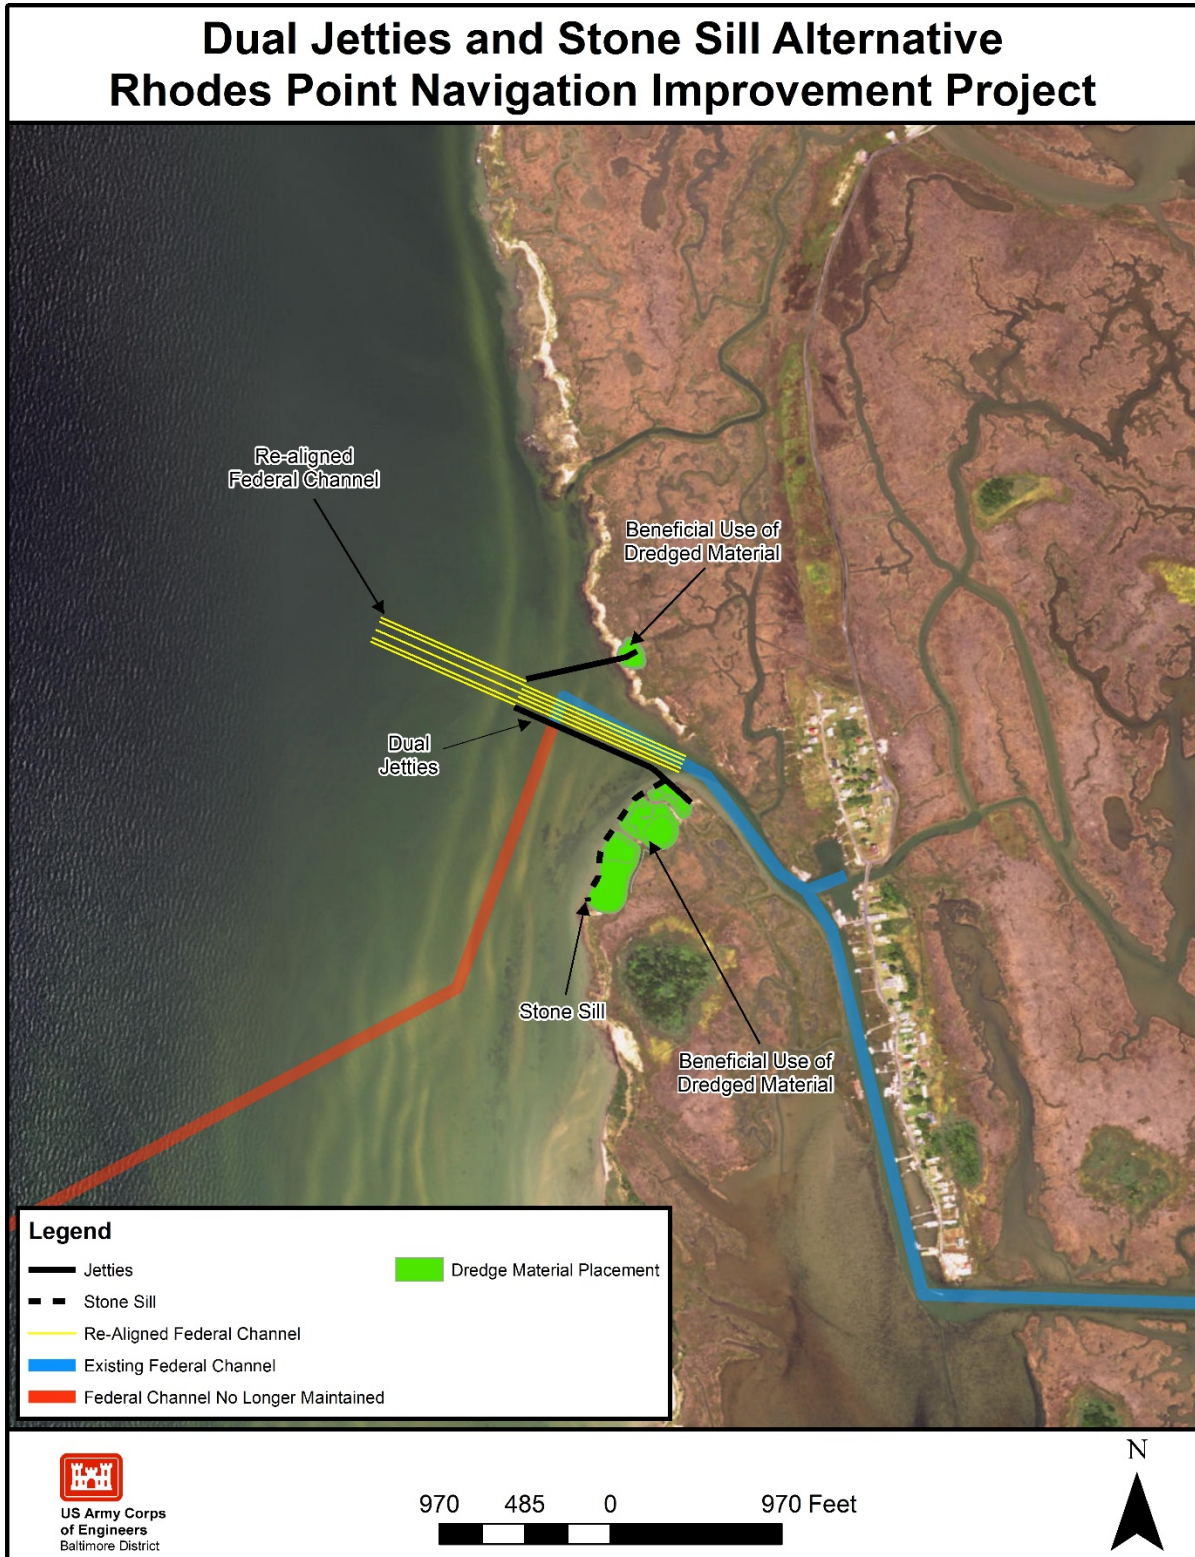 Dual Jetties and Stone Sill Alternative
Rhodes Point Navigation Improvement Project
Re-aligned
Federal Channel
Beneficial Use of
Dredged Material
Dual
Jetties
Stone Sill
Beneficial Use of
Dredged Material
Legend
Jetties
Dredge Material Placement
Stone Sill
Re-Aligned Federal Channel
Existing Federal Channel
Federal Channel No Longer Maintained
US Army Corps
of Engineers
Baltimore District
970 485 0 970 Feet
N